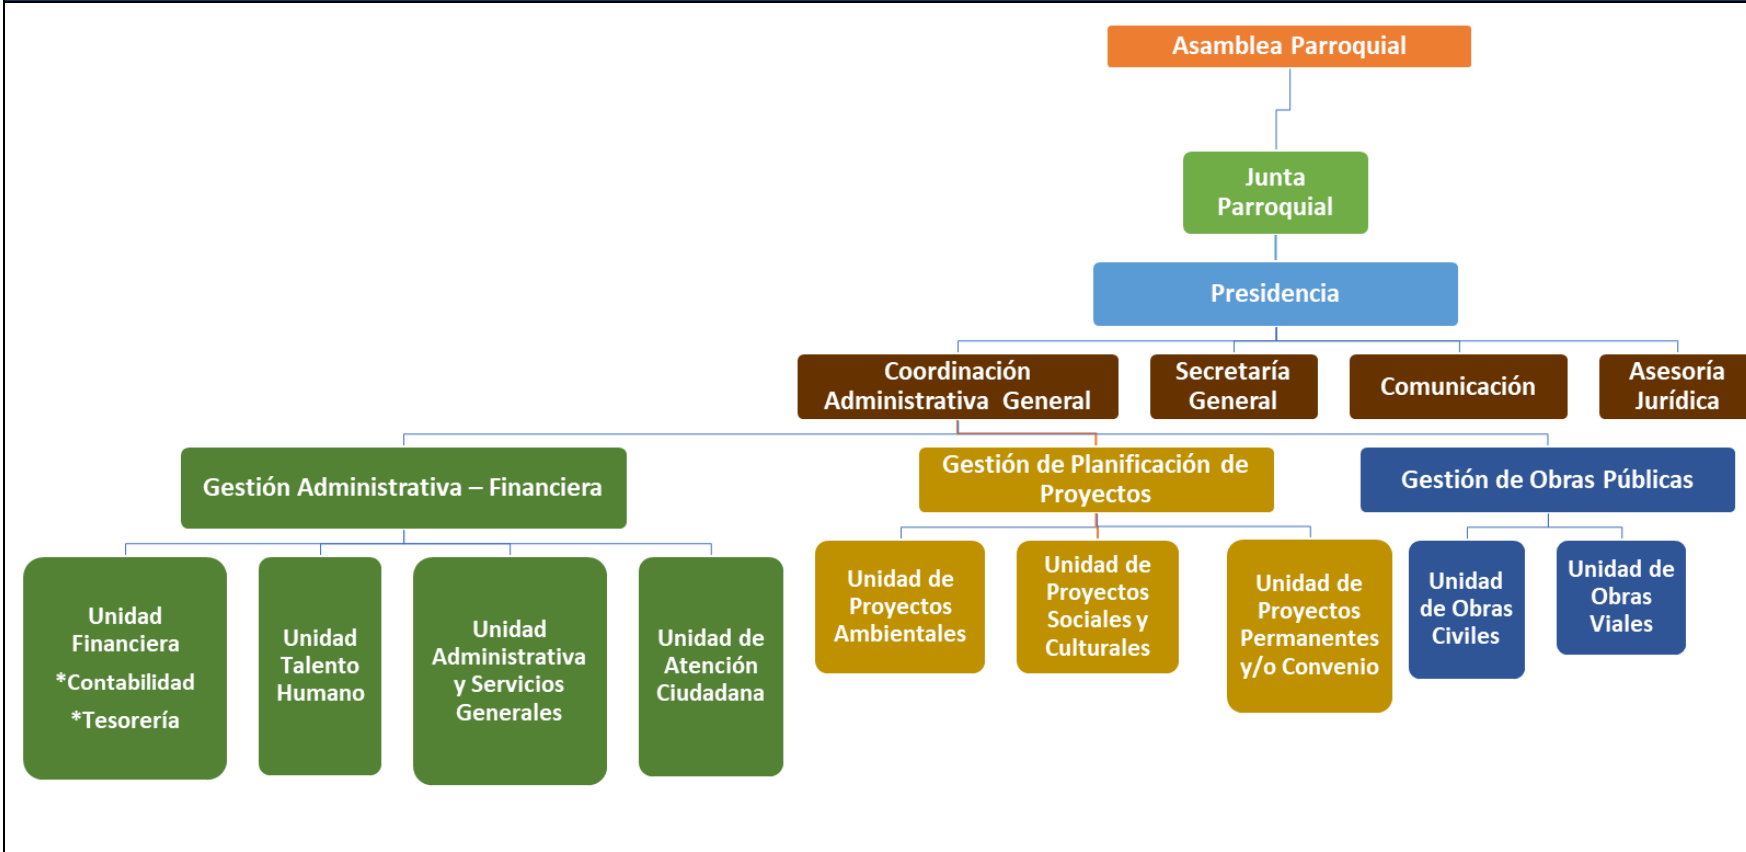 Asamblea Parroquial
Junta
Parroquial
Presidencia
Coordinación
Administrativa General
Secretaría
General
Comunicación
Asesoría
Jurídica
Gestión Administrativa – Financiera
Gestión de Planificación de
Proyectos
Gestión de Obras Públicas
Unidad
Financiera
*Contabilidad
*Tesorería
Unidad
Talento
Humano
Unidad
Administrativa
y Servicios
Generales
Unidad de
Atención
Ciudadana
Unidad de
Proyectos
Ambientales
Unidad de
Proyectos
Sociales y
Culturales
Unidad de
Proyectos
Permanentes
y/o Convenio
Unidad
de Obras
Civiles
Unidad de
Obras
Viales